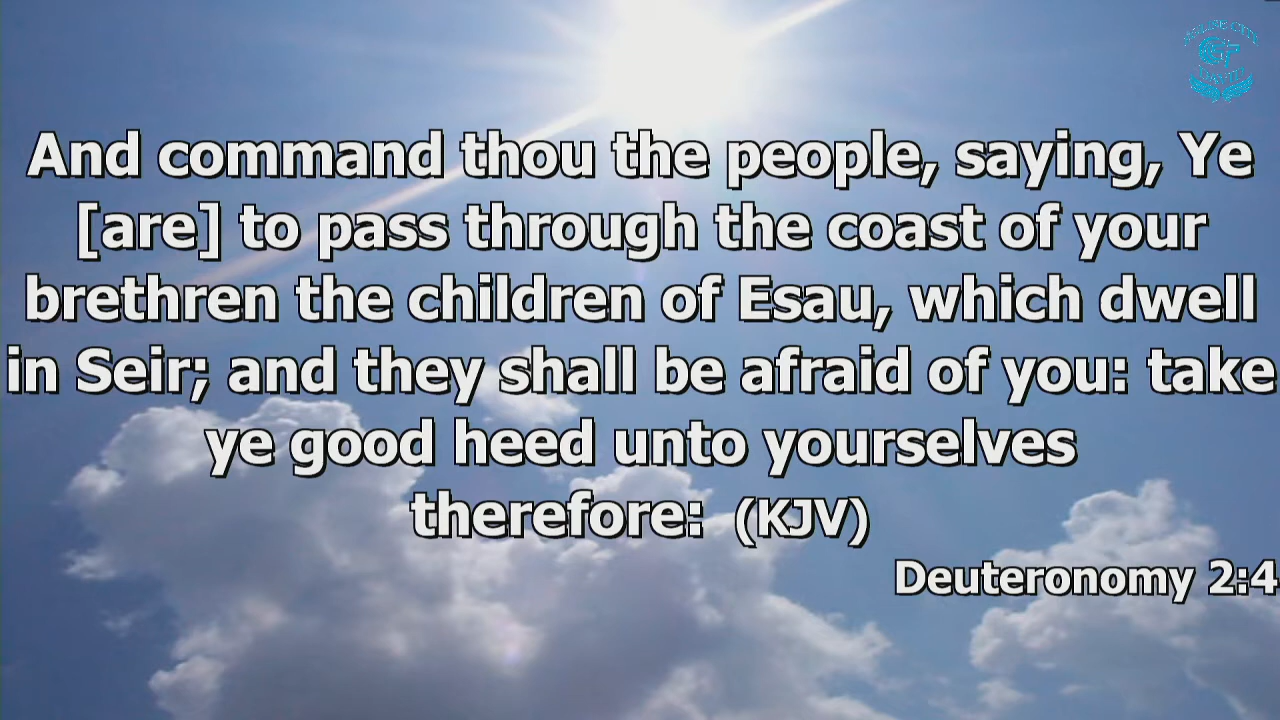 And command thou the people, saying, Ye
[are] to pass through the coast of your
brethren the children of Esau, which dwell
in Seir; and they shall be afraid of you: take
ye good heed unto yourselves
therefore: (KJV)
Deuteronomy 2:4